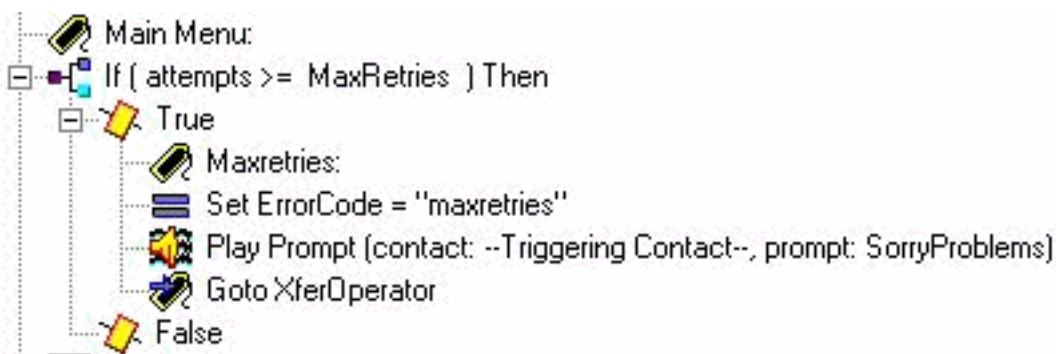 Main Menu:
If ( attempts >= MaxRetries ) Then
True
Maxretries:
Set ErrorCode = "maxretries"
Play Prompt (contact: --Triggering Contact--, prompt: SorryProblems)
Goto XferOperator
False